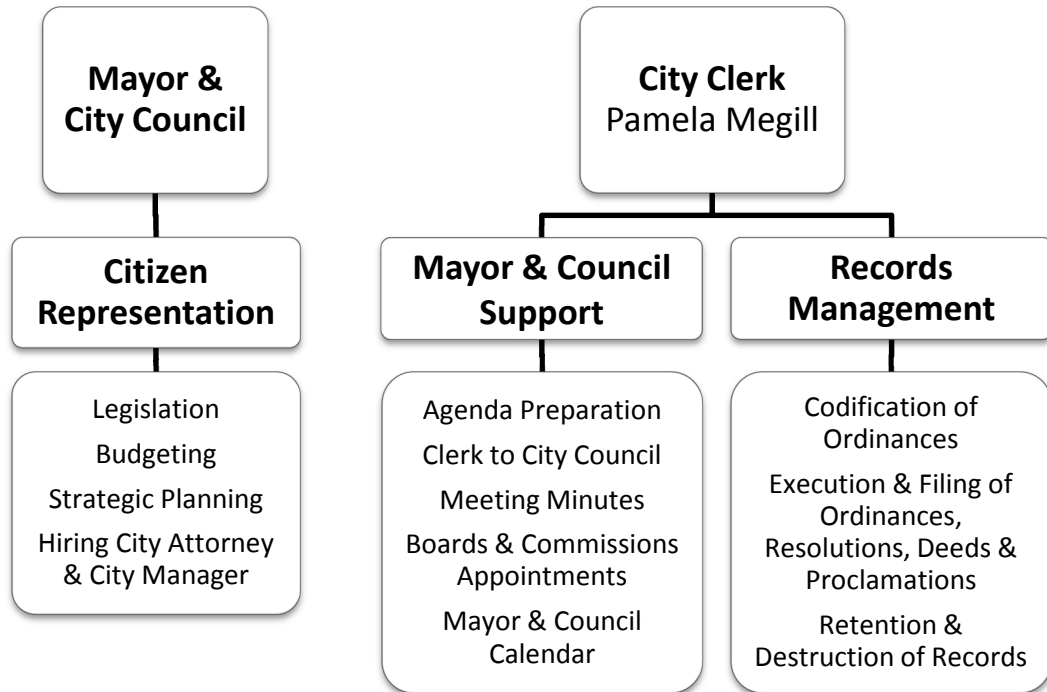 Mayor &
City Council
City Clerk
Pamela Megill
Citizen
Representation
Mayor & Council
Support
Records
Management
Legislation
Budgeting
Strategic Planning
Hiring City Attorney
& City Manager
Agenda Preparation
Clerk to City Council
Meeting Minutes
Boards & Commissions
Appointments
Mayor & Council
Calendar
Codification of
Ordinances
Execution & Filing of
Ordinances,
Resolutions, Deeds &
Proclamations
Retention &
Destruction of Records